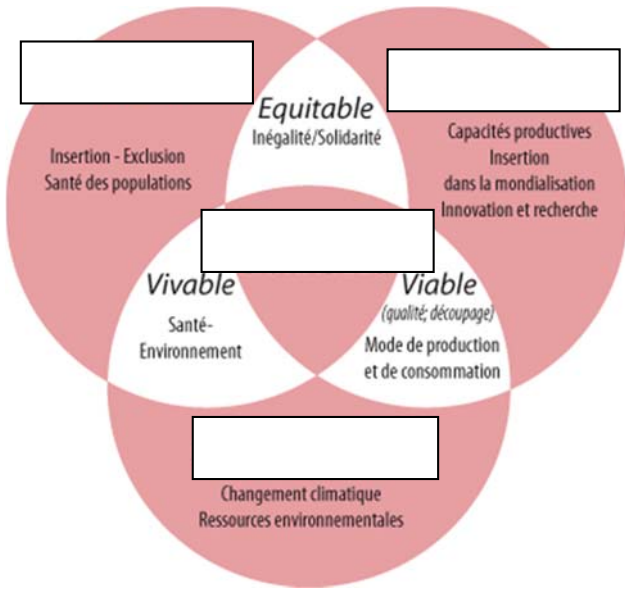 Equitable
Inégalité/Solidarité
Insertion - Exclusion
Santé des populations
Capacités productives
Insertion
dans la mondialisation
Innovation et recherche
Vivable
Santé-
Environnement
Viable
(qualité; découpage)
Mode de production
et de consommation
Changement climatique
Ressources environnementales